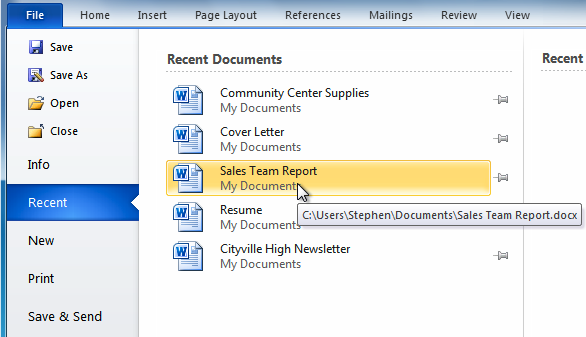 File Home Insert Page Layout References Mailings Review View
Save
Save As
Open
Close
Info
Recent
New
Print
Save & Send
Recent Documents
Community Center Supplies
My Documents
Cover Letter
My Documents
Sales Team Report
My Documents
C:\Users\Stephen\Documents\Sales Team Report.docx
Resume
My Documents
Cityville High Newsletter
My Documents
Recent